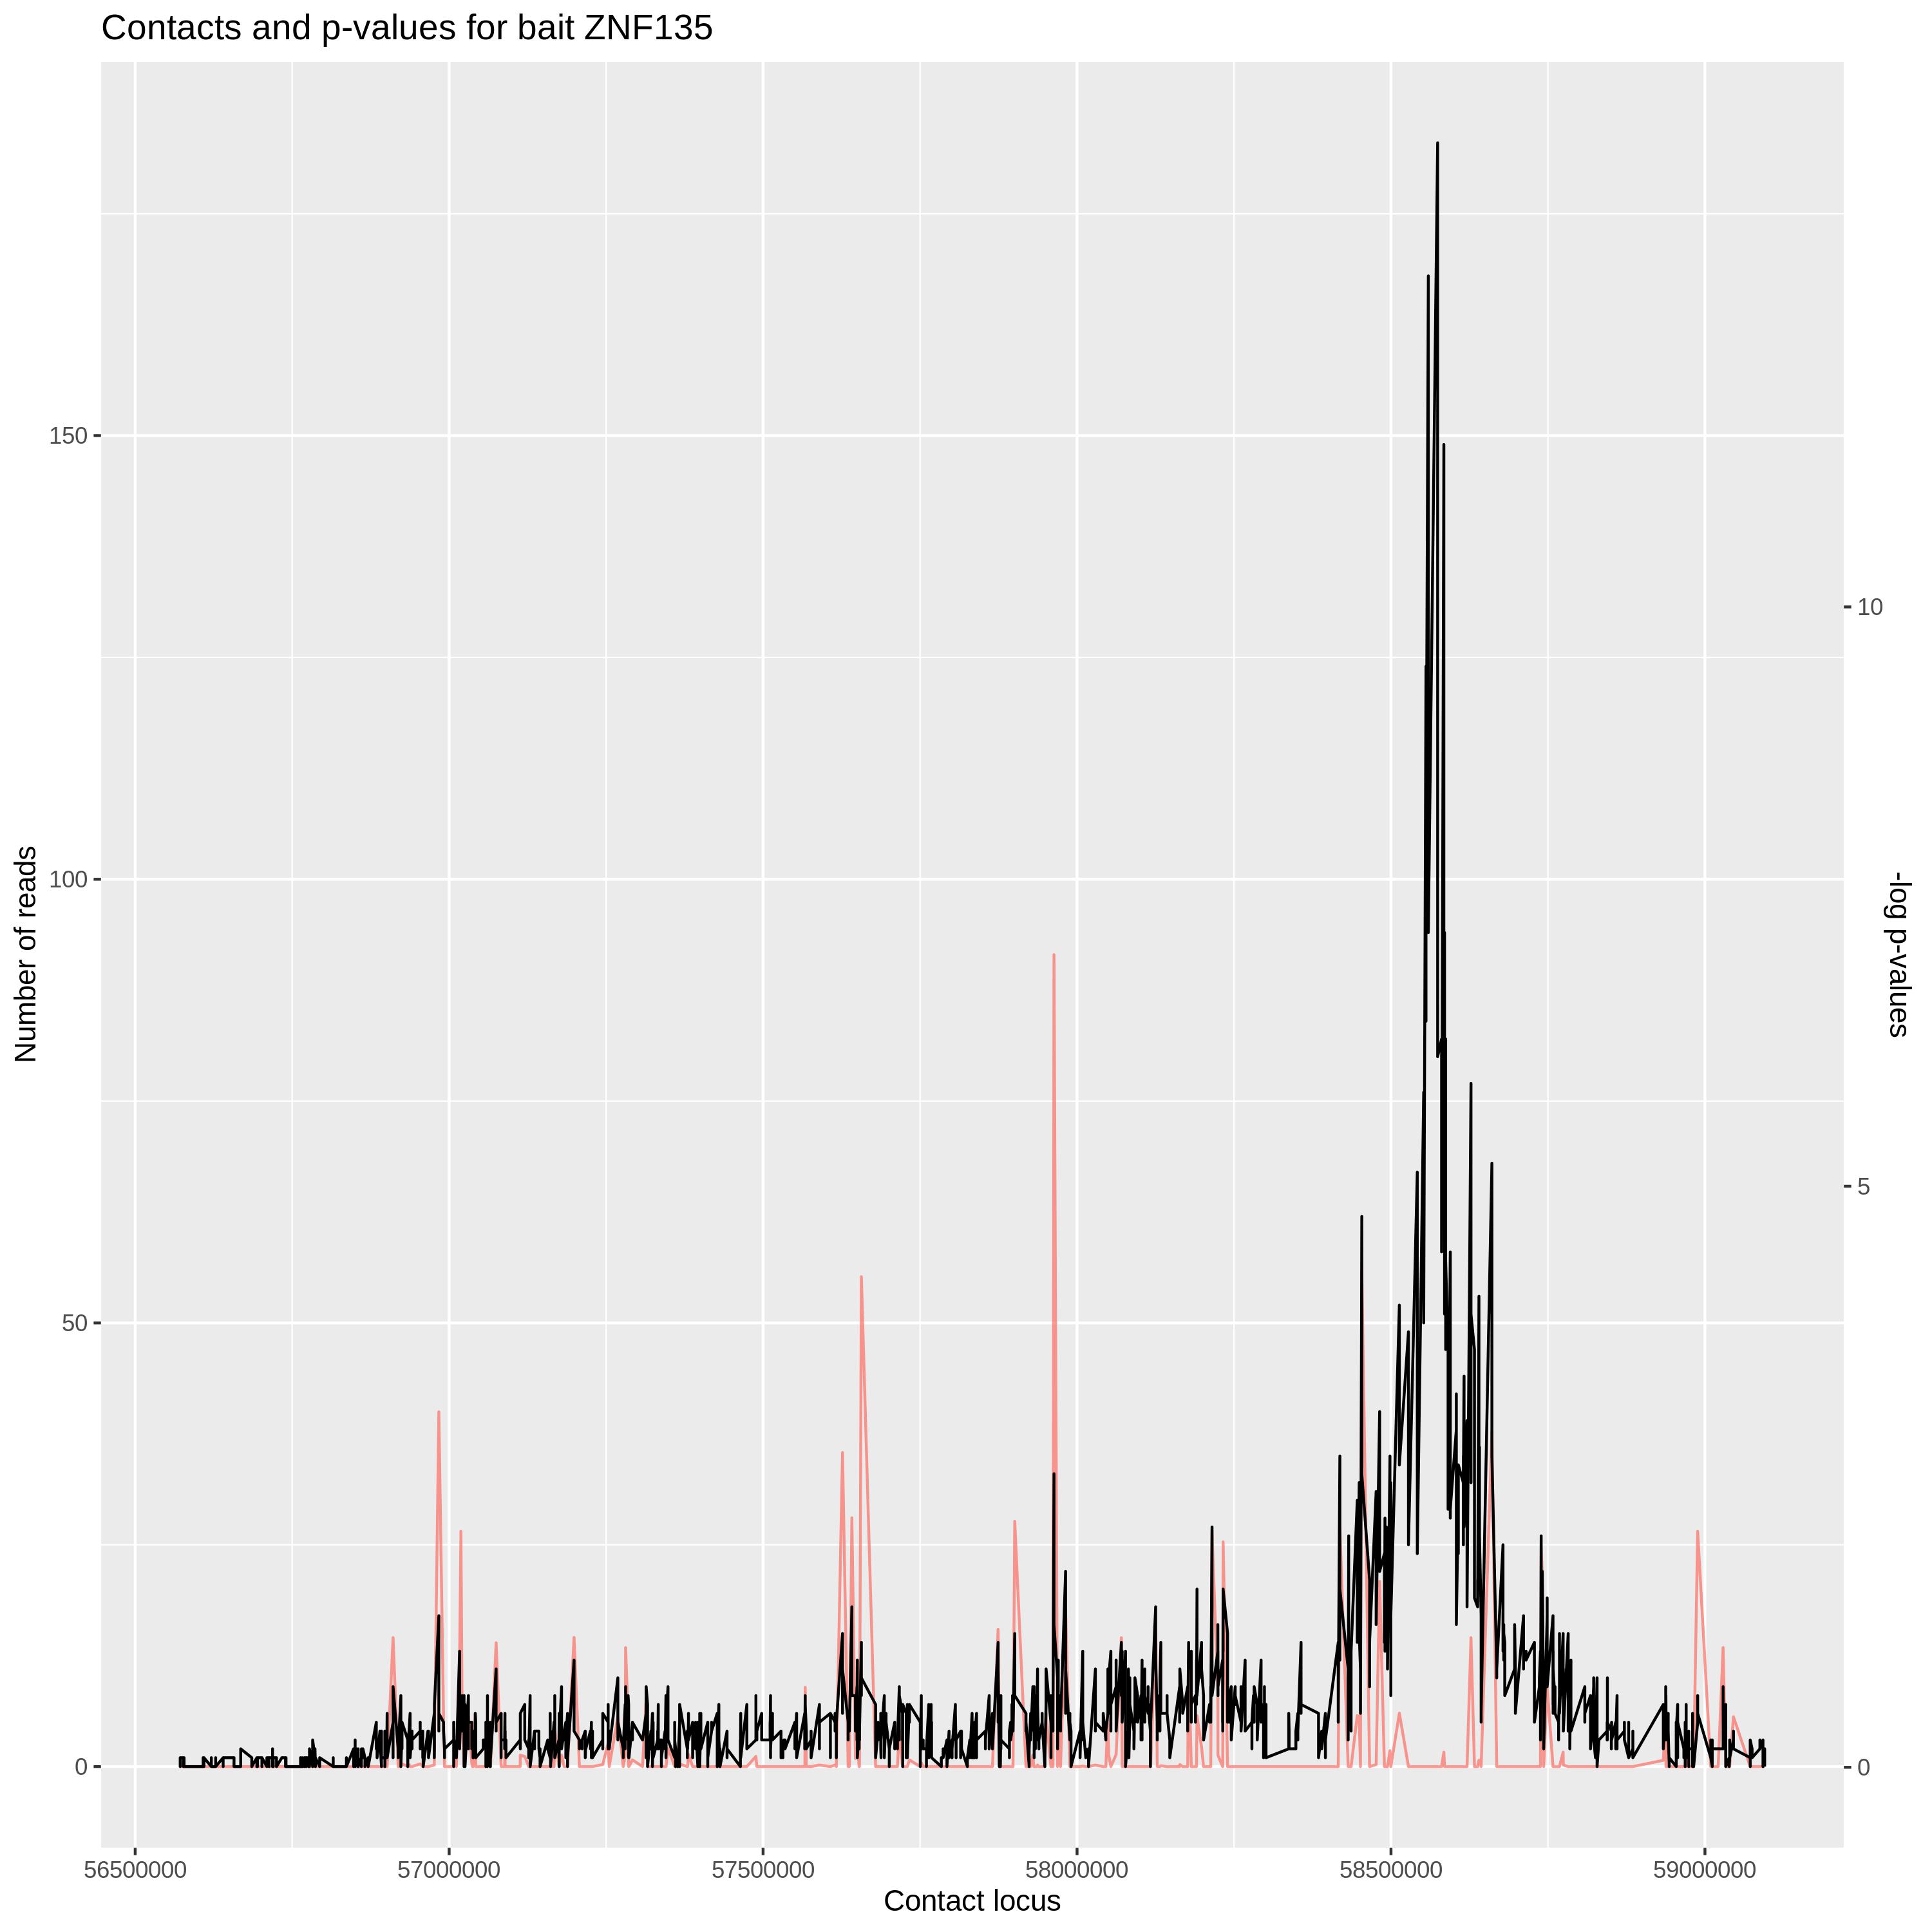 Contacts and p-values for bait ZNF135
150
100
50
0
Number of reads
10
5
0
-log p-values
56500000 57000000 57500000 58000000 58500000 59000000
Contact locus